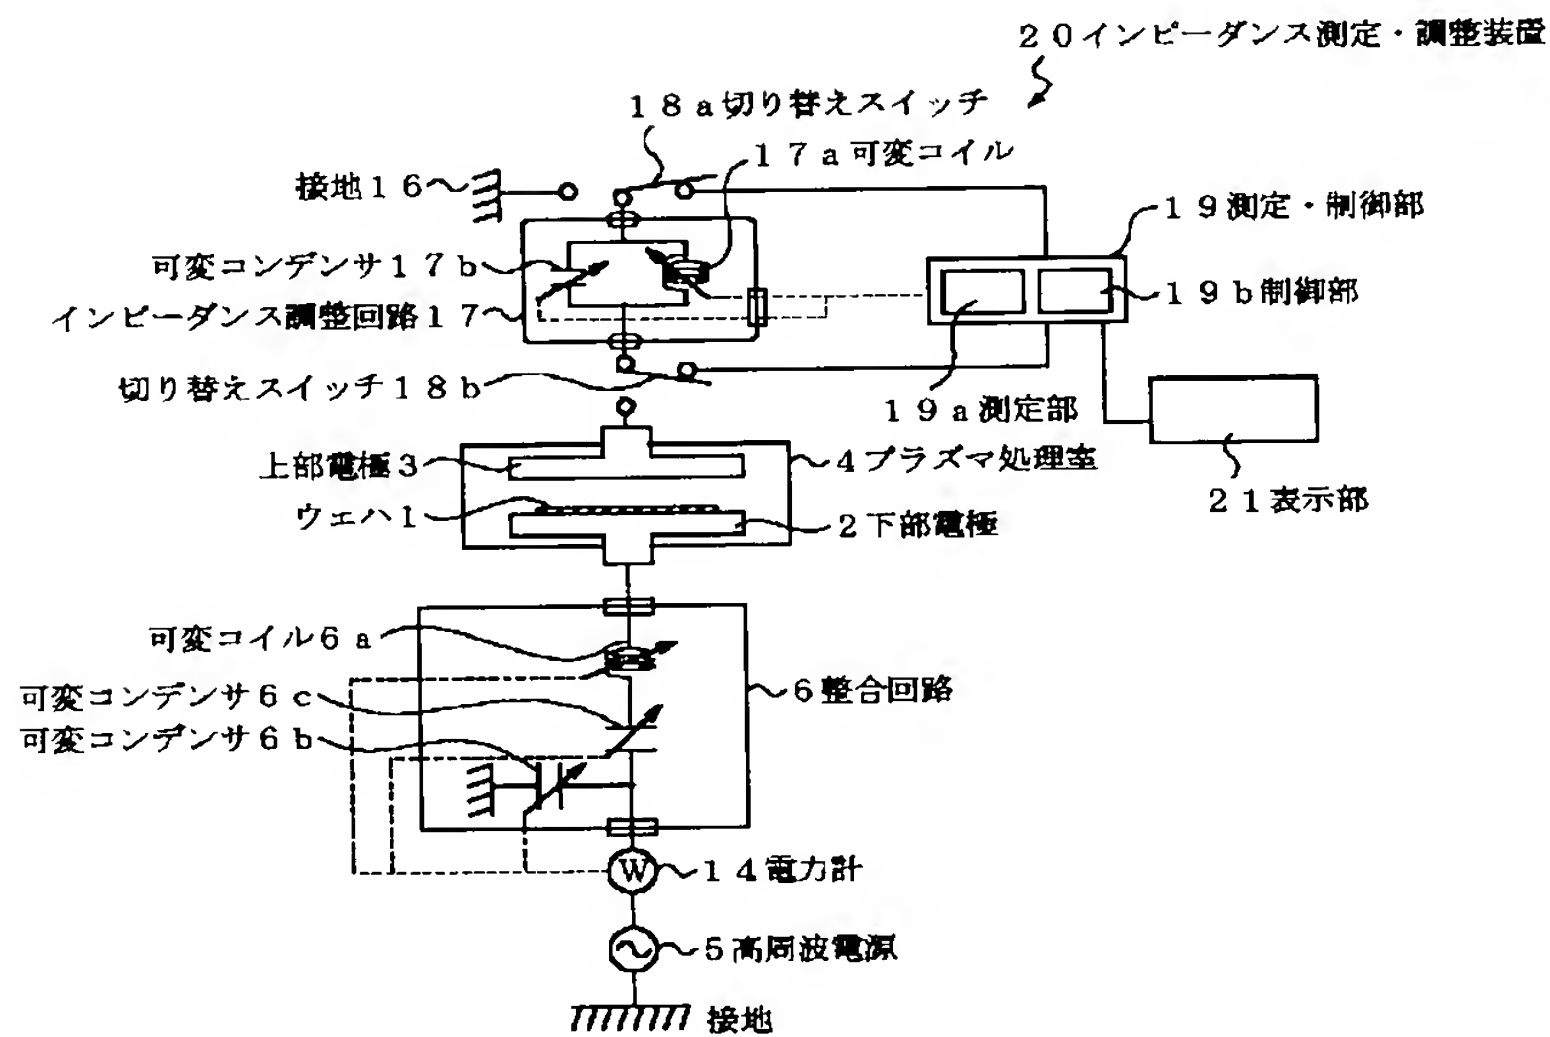 20インピーダンス測定・調整装置
18a切り替えスイッチ
17a可変コイル
接地16
19測定・制御部
可変コンデンサ17b
19b制御部
インピーダンス調整回路17
切り替えスイッチ18b
19a測定部
上部電極3
4プラズマ処理室
21表示部
ウェハ1
2下部電極
可変コイル6a
6整合回路
可変コンデンサ6c
可変コンデンサ6b
W
14電力計
5高周波電源
接地